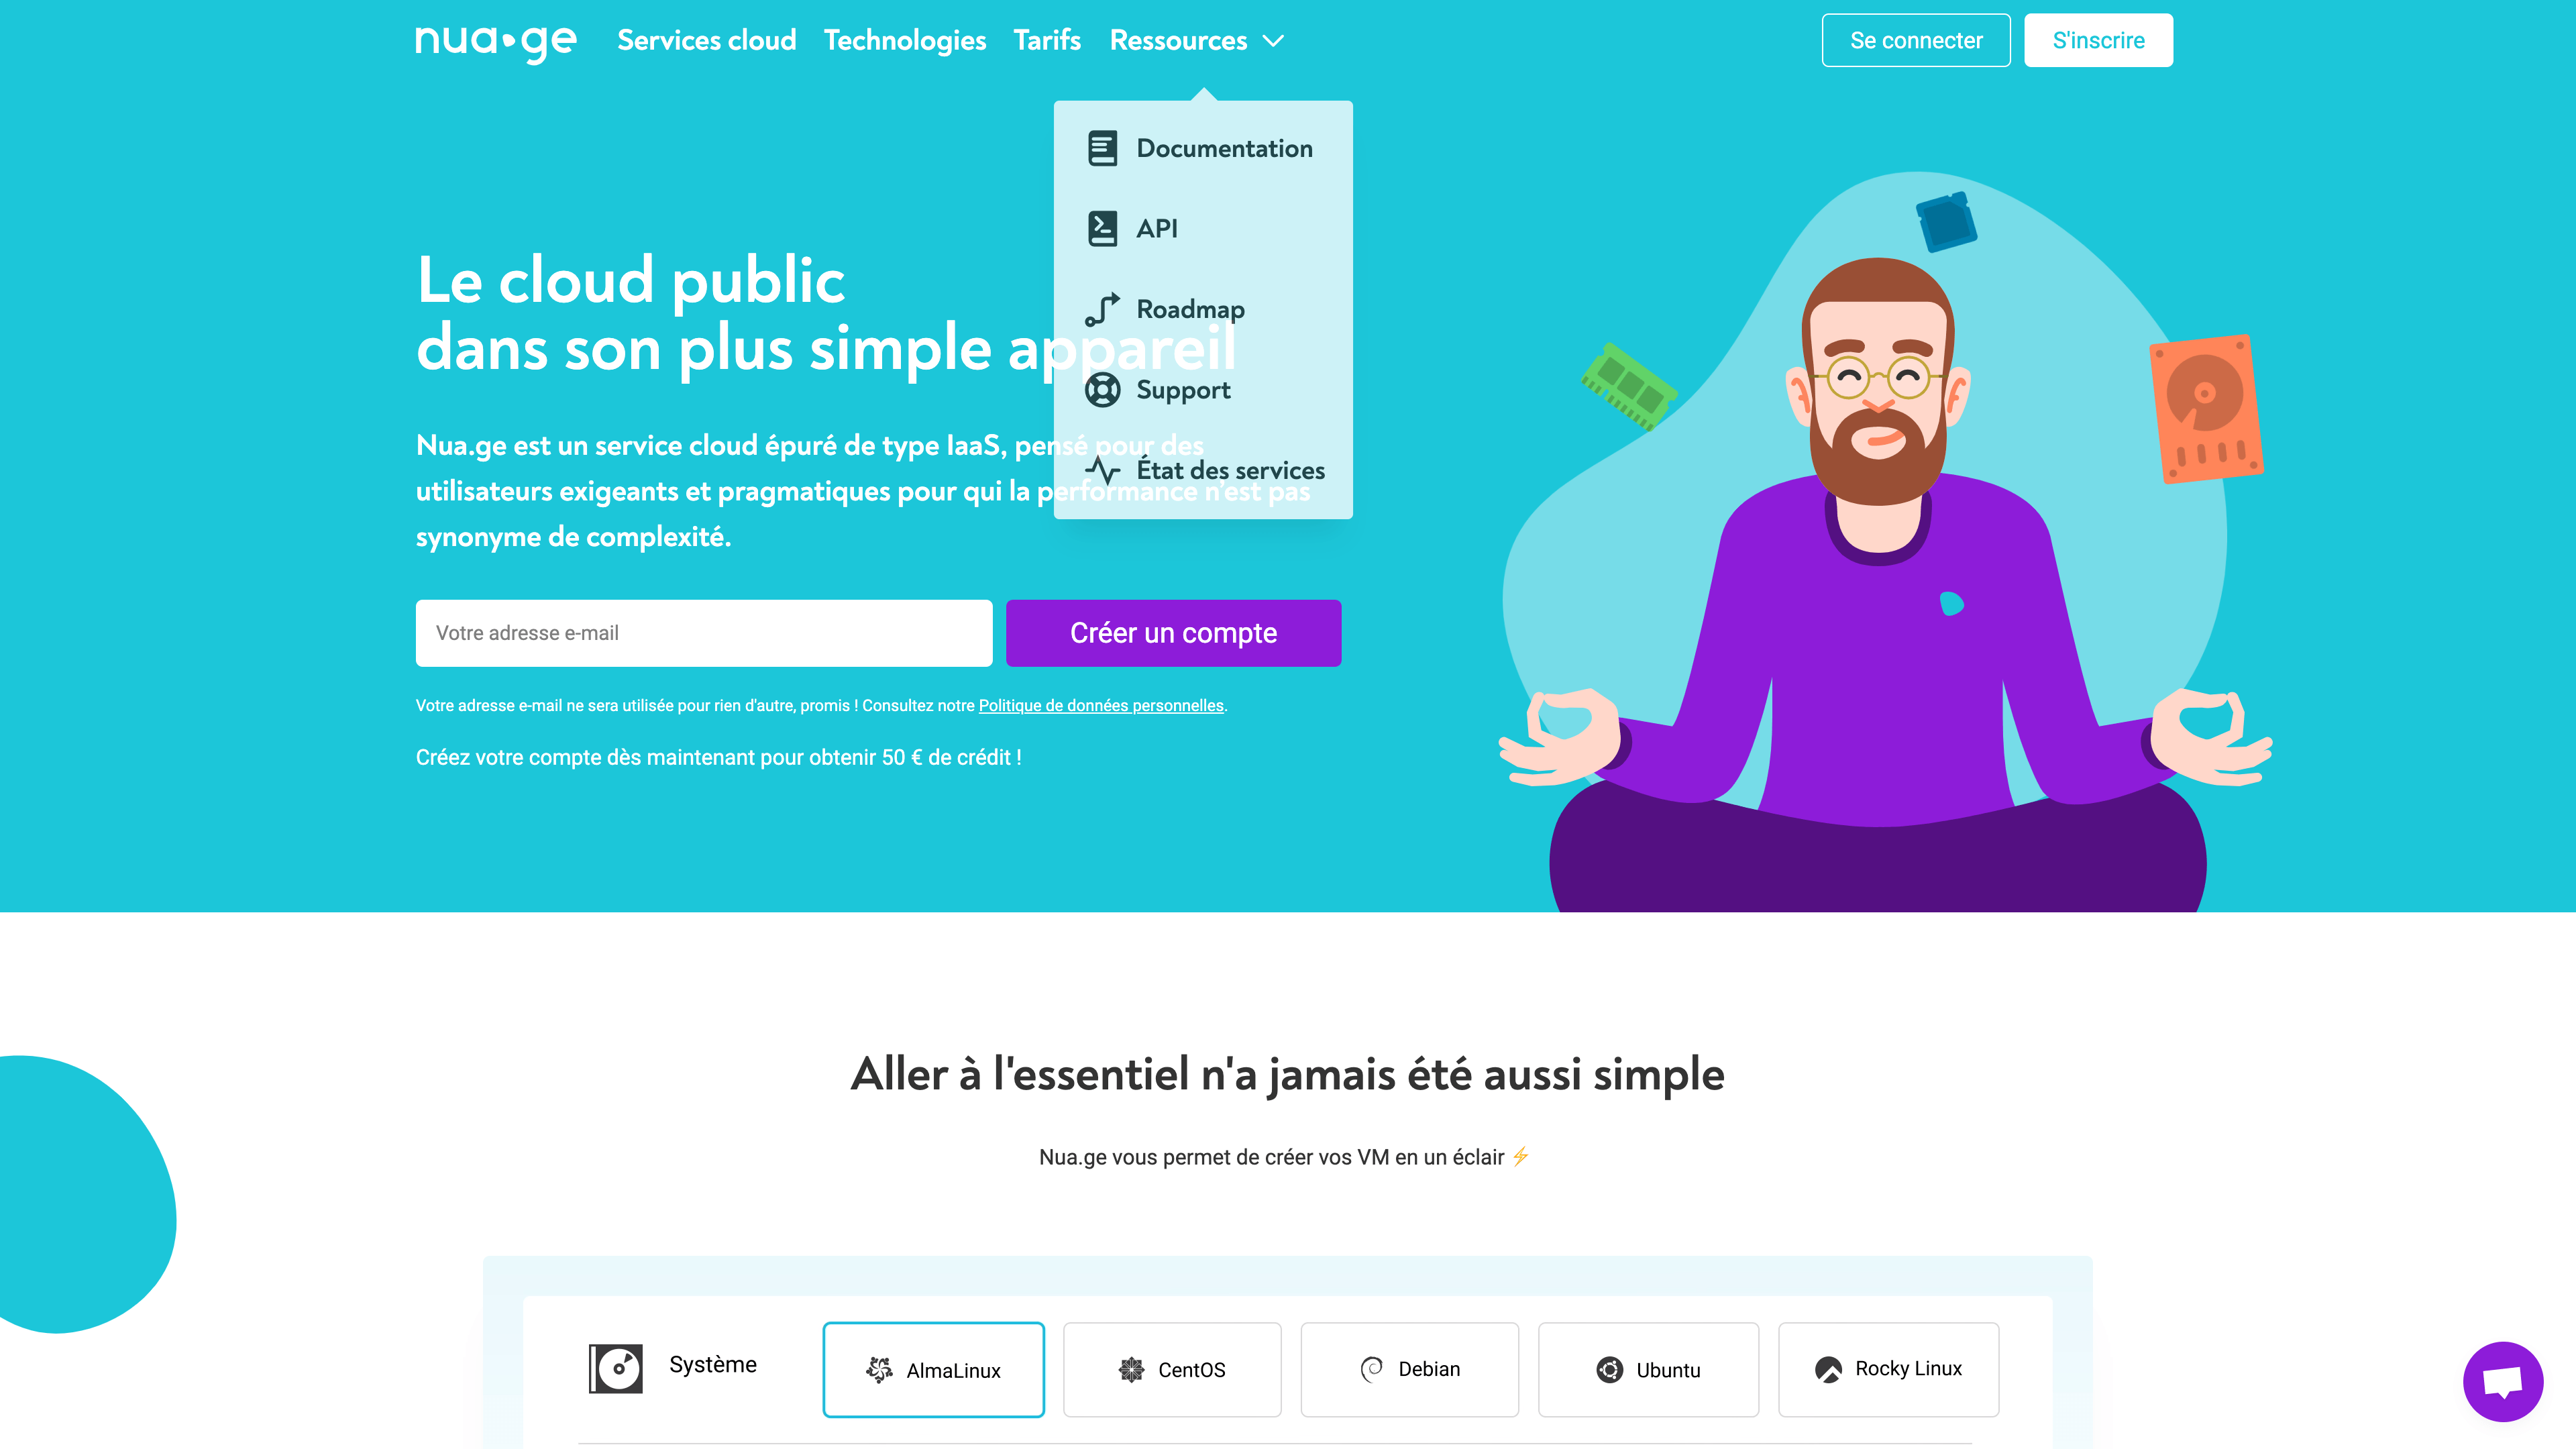 nua.ge
Services cloud
Technologies
Tarifs
Ressources
Se connecter
S'inscrire
Documentation
API
Roadmap
Support
État des services
Le cloud public
dans son plus simple appareil
Nua.ge est un service cloud épuré de type IaaS, pensé pour des
utilisateurs exigeants et pragmatiques pour qui la performance n'est pas
synonyme de complexité.
Votre adresse e-mail
Créer un compte
Votre adresse e-mail ne sera utilisée pour rien d'autre, promis ! Consultez notre Politique de données personnelles.
Créez votre compte dès maintenant pour obtenir 50 € de crédit !
Aller à l'essentiel n'a jamais été aussi simple
Nua.ge vous permet de créer vos VM en un éclair ⚡
Système
AlmaLinux
CentOS
Debian
Ubuntu
Rocky Linux